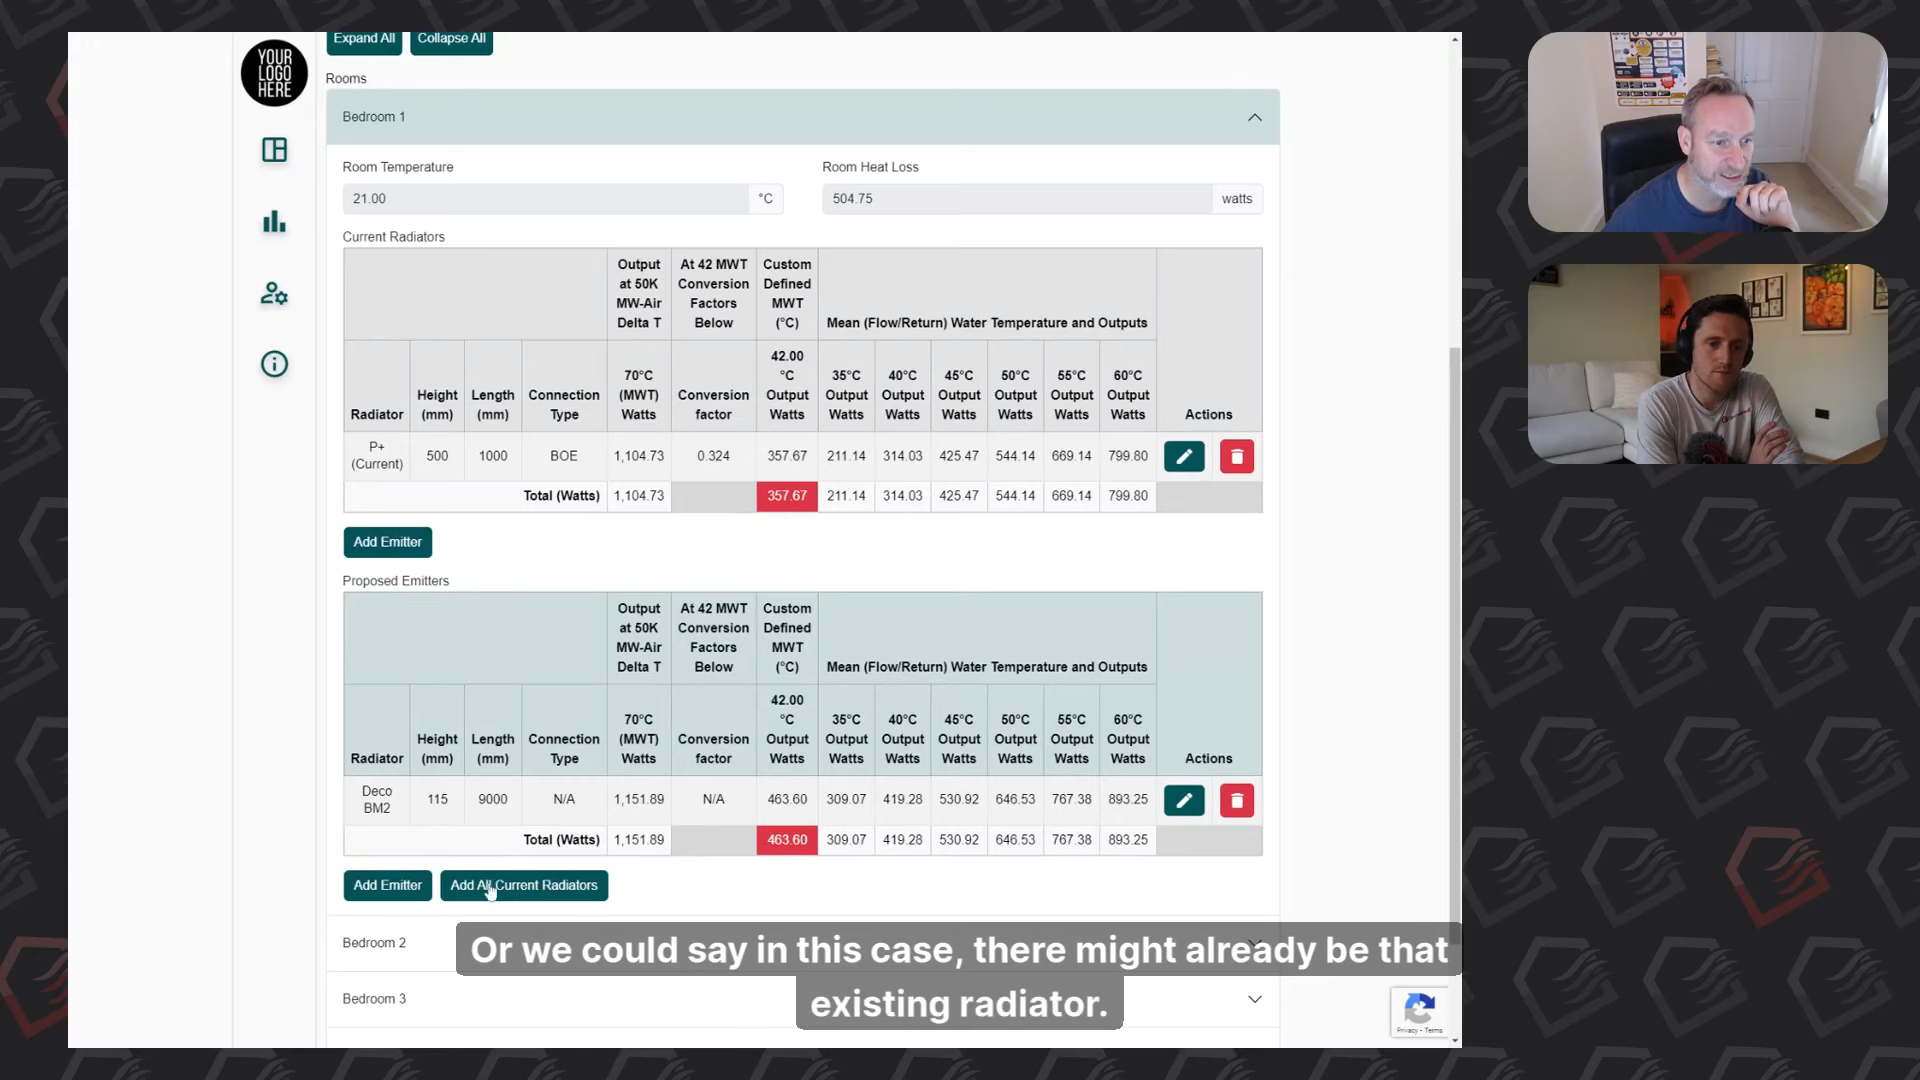 Expand All
Collapse All
YOUR
LOGO
HERE
Rooms
Bedroom 1
Room Temperature
Room Heat Loss
21.00
°C
504.75
watts
Current Radiators
Output at 50K MW-Air Delta T
At 42 MWT Conversion Factors Below
Custom Defined MWT (°C)
Mean (Flow/Return) Water Temperature and Outputs
Radiator
Height (mm)
Length (mm)
Connection Type
70°C (MWT) Watts
Conversion factor
42.00 °C Output Watts
35°C Output Watts
40°C Output Watts
45°C Output Watts
50°C Output Watts
55°C Output Watts
60°C Output Watts
Actions
P+ (Current)
500
1000
BOE
1,104.73
0.324
357.67
211.14
314.03
425.47
544.14
669.14
799.80
Total (Watts)
1,104.73
357.67
211.14
314.03
425.47
544.14
669.14
799.80
Add Emitter
Proposed Emitters
Output at 50K MW-Air Delta T
At 42 MWT Conversion Factors Below
Custom Defined MWT (°C)
Mean (Flow/Return) Water Temperature and Outputs
Radiator
Height (mm)
Length (mm)
Connection Type
70°C (MWT) Watts
Conversion factor
42.00 °C Output Watts
35°C Output Watts
40°C Output Watts
45°C Output Watts
50°C Output Watts
55°C Output Watts
60°C Output Watts
Actions
Deco BM2
115
9000
N/A
1,151.89
N/A
463.60
309.07
419.28
530.92
646.53
767.38
893.25
Total (Watts)
1,151.89
463.60
309.07
419.28
530.92
646.53
767.38
893.25
Add Emitter
Add All Current Radiators
Bedroom 2
Or we could say in this case, there might already be that
existing radiator.
Bedroom 3
Privacy - Terms